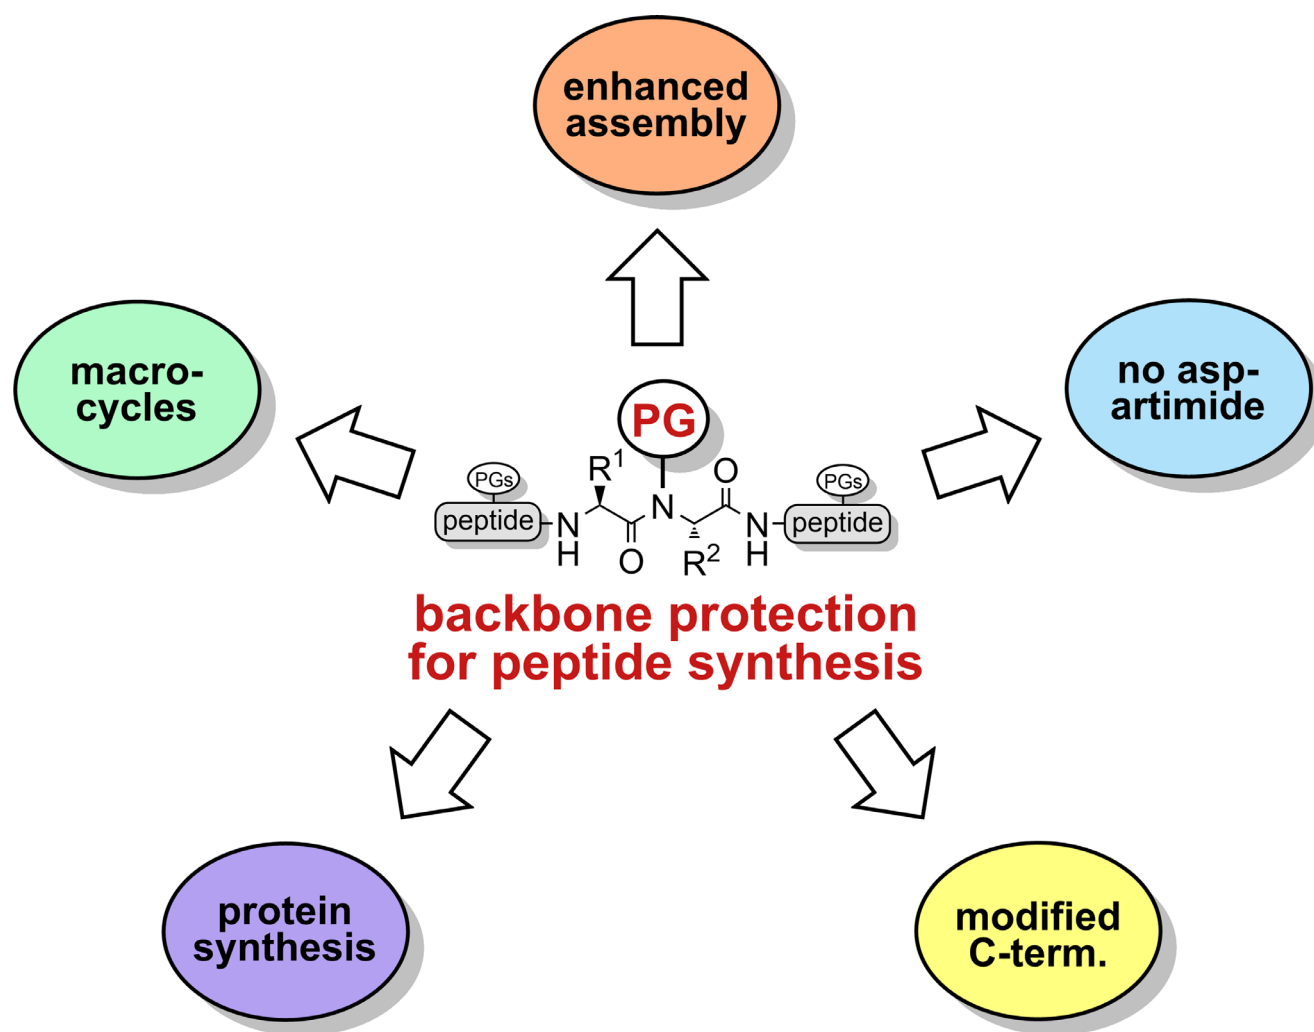 enhanced
assembly
macro-
cycles
no asp-
artimide
PG
R1
O
PGs
PGs
peptide
N
H
O
N
R2
N
H
peptide
backbone protection
for peptide synthesis
protein
synthesis
modified
C-term.